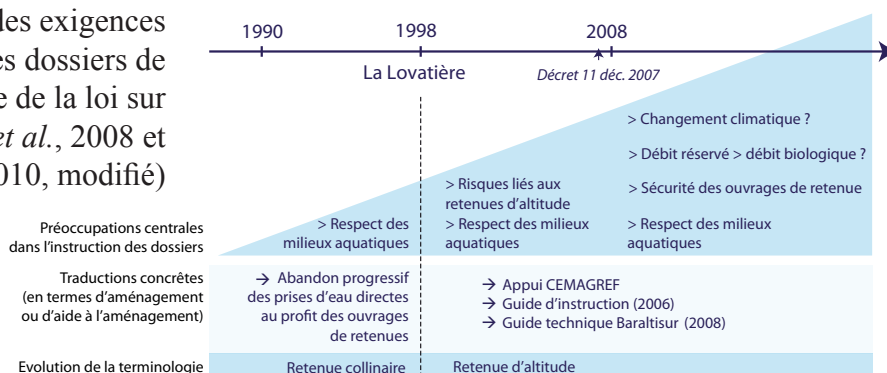 des exigences
es dossiers de
e de la loi sur
et al., 2008 et
010, modifié)
1990
1998
2008
La Lovatière
Décret 11 déc. 2007
Préoccupations centrales
dans l'instruction des dossiers
> Respect des
milieux aquatiques
> Risques liés aux
retenues d'altitude
> Respect des milieux
aquatiques
> Changement climatique ?
> Débit réservé > débit biologique ?
> Sécurité des ouvrages de retenue
> Respect des milieux
aquatiques
Traductions concrètes
(en termes d'aménagement
ou d'aide à l'aménagement)
→ Abandon progressif
des prises d'eau directes
au profit des ouvrages
de retenues
→ Appui CEMAGREF
→ Guide d'instruction (2006)
→ Guide technique Baraltisur (2008)
Evolution de la terminologie
Retenue collinaire
Retenue d'altitude